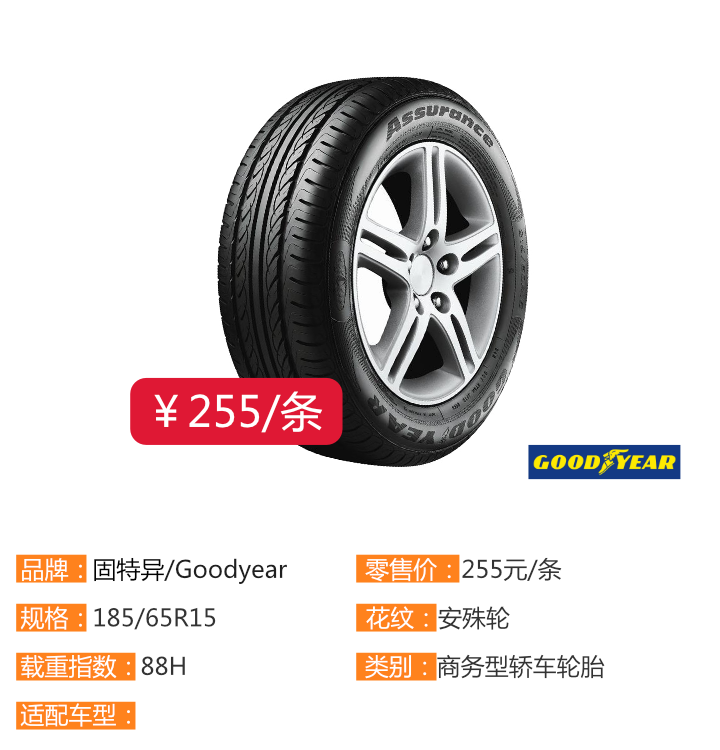 Assurance
GOODYEAR
¥255/条
GOODYEAR
品牌：固特异/Goodyear
零售价：255元/条
规格：185/65R15
花纹：安殊轮
载重指数：88H
类别：商务型轿车轮胎
适配车型：